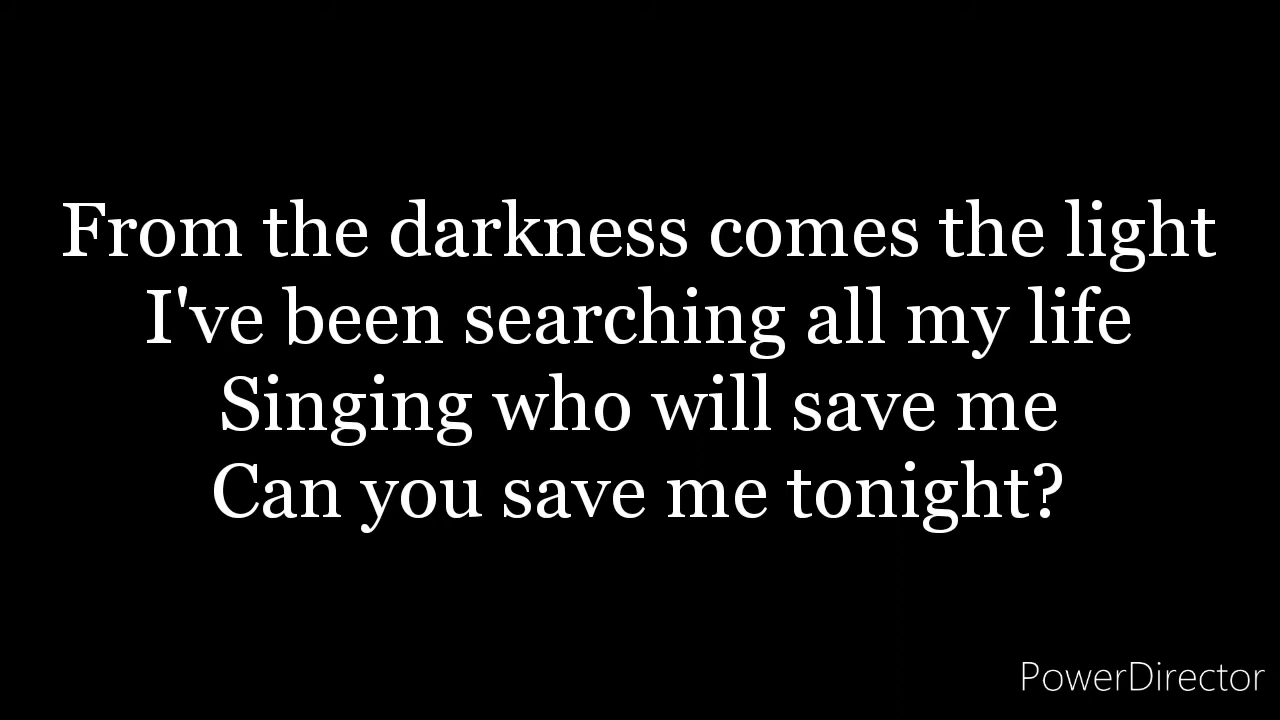 From the darkness comes the light
I've been searching all my life
Singing who will save me
Can you save me tonight?
PowerDirector